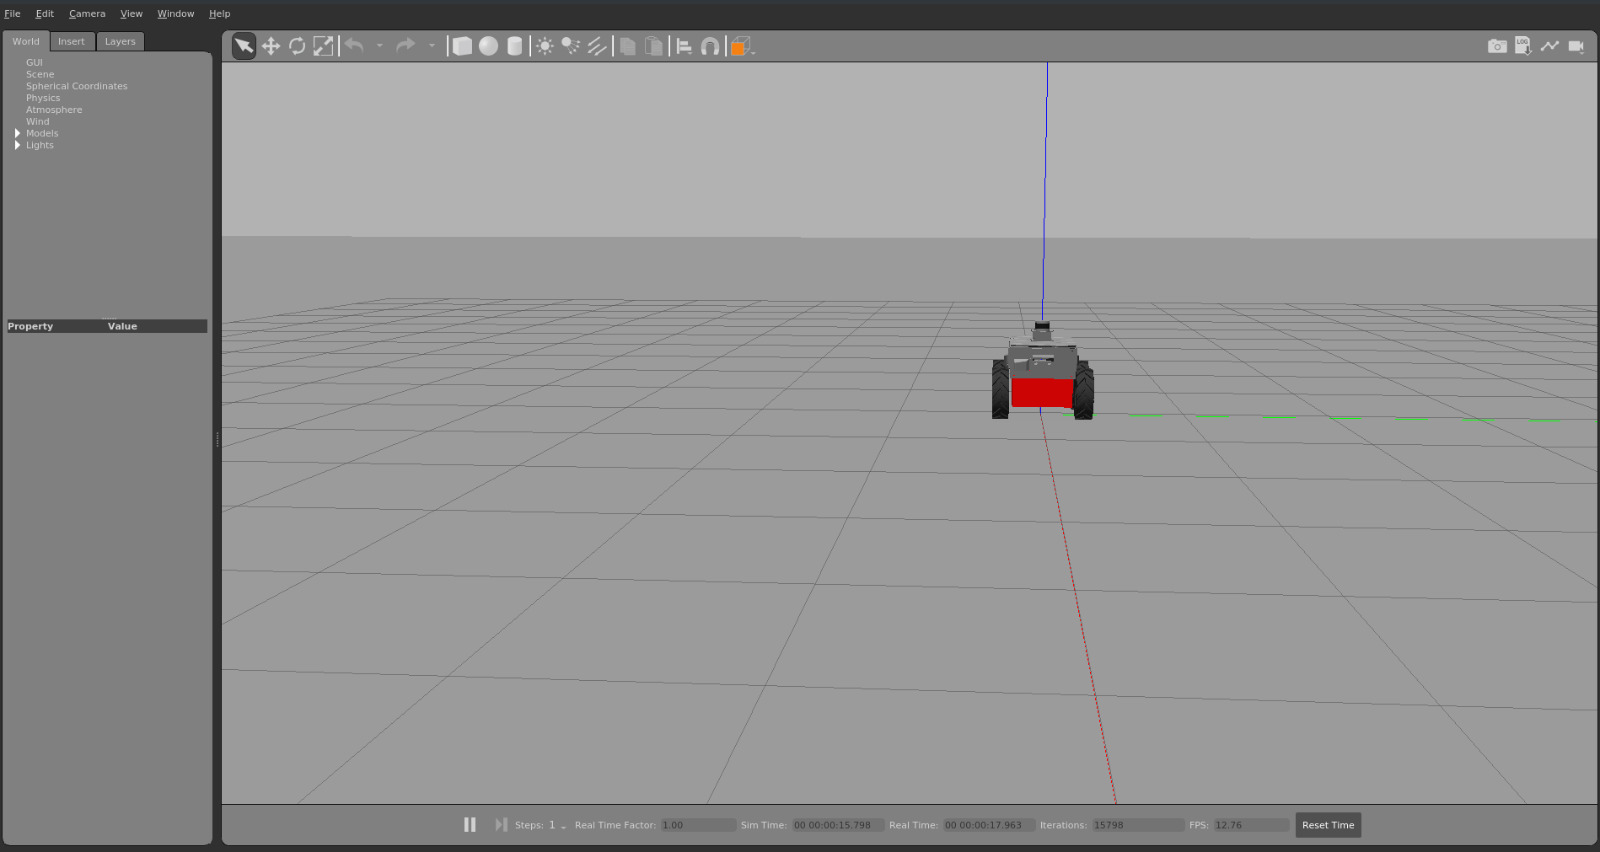 File Edit Camera View Window Help
World Insert Layers
GUI
Scene
Spherical Coordinates
Physics
Atmosphere
Wind
Models
Lights
Property Value
LOG
Steps: 1 Real Time Factor: 1.00 Sim Time: 00 00:00:15.798 Real Time: 00 00:00:17.963 Iterations: 15798 FPS: 12.76 Reset Time